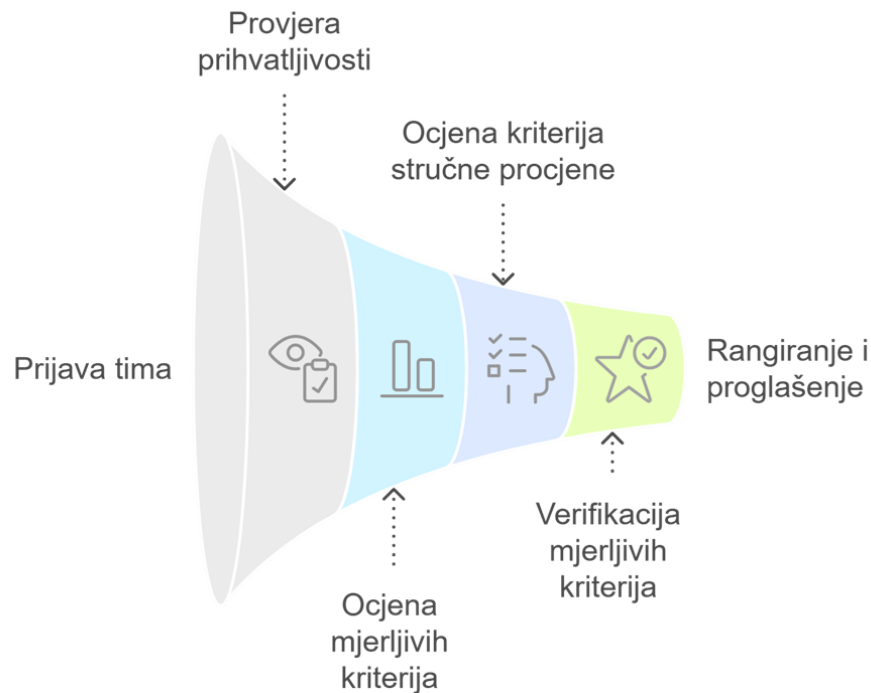 Provjera
prihvatljivosti
Ocjena kriterija
stručne procjene
Prijava tima
Rangiranje i
proglašenje
Verifikacija
mjerljivih
kriterija
Ocjena
mjerljivih
kriterija